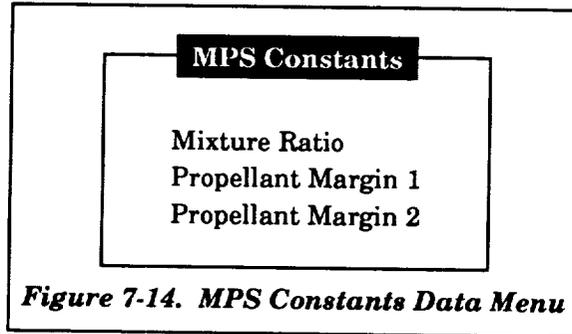 MPS Constants
Mixture Ratio
Propellant Margin 1
Propellant Margin 2
Figure 7-14. MPS Constants Data Menu